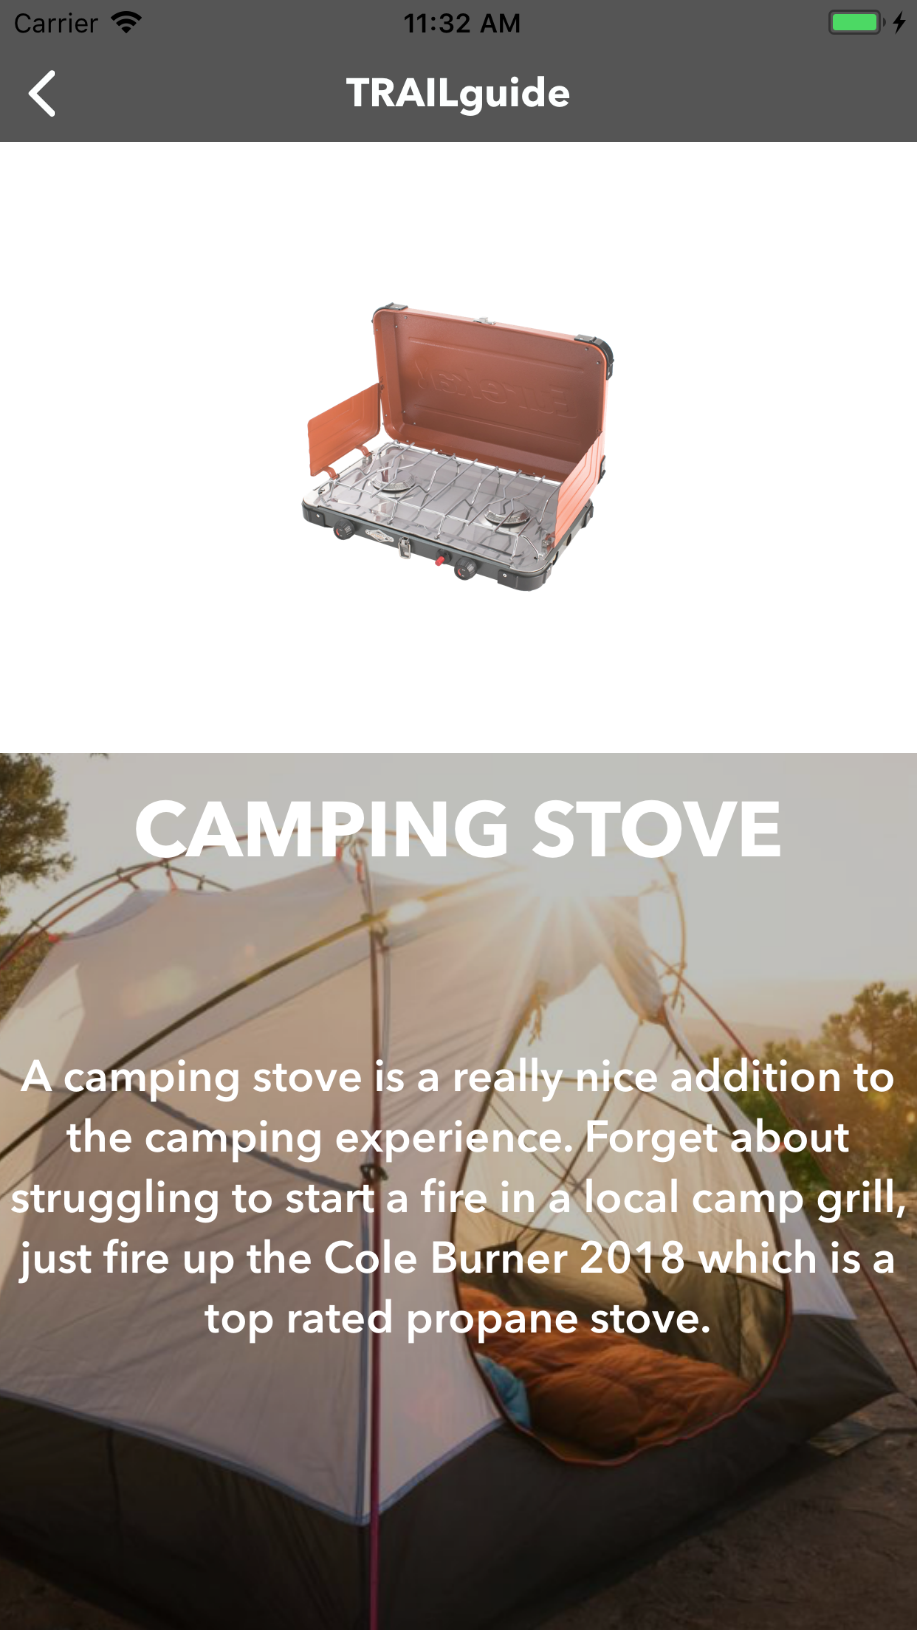 Carrier
11:32 AM
TRAILguide
CAMPING STOVE
A camping stove is a really nice addition to
the camping experience. Forget about
struggling to start a fire in a local camp grill,
just fire up the Cole Burner 2018 which is a
top rated propane stove.